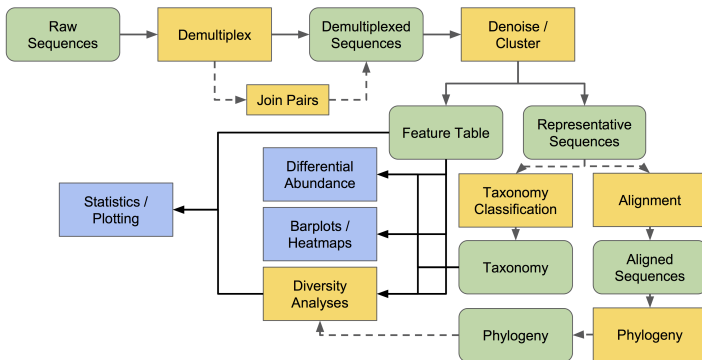 Raw
Sequences
Demultiplex
Demultiplexed
Sequences
Denoise /
Cluster
Join Pairs
Feature Table
Representative
Sequences
Differential
Abundance
Taxonomy
Classification
Alignment
Statistics /
Plotting
Barplots /
Heatmaps
Taxonomy
Aligned
Sequences
Diversity
Analyses
Phylogeny
Phylogeny